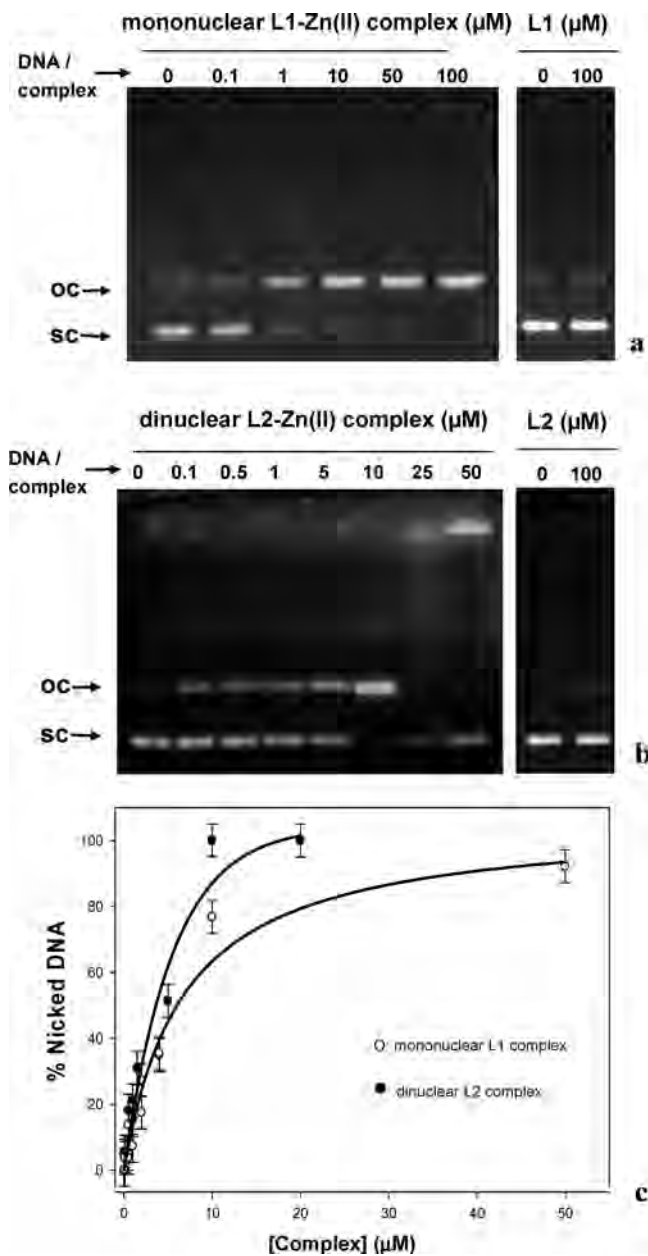 mononuclear L1-Zn(II) complex (µM)
L1 (µM)
DNA /
complex
0 0.1 1 10 50 100
0 100
OC
SC
a
dinuclear L2-Zn(II) complex (µM)
L2 (µM)
DNA /
complex
0 0.1 0.5 1 5 10 25 50
0 100
OC
SC
b
100
80
60
40
20
0
% Nicked DNA
mononuclear L1 complex
dinuclear L2 complex
0 10 20 30 40 50
[Complex] (µM)
c